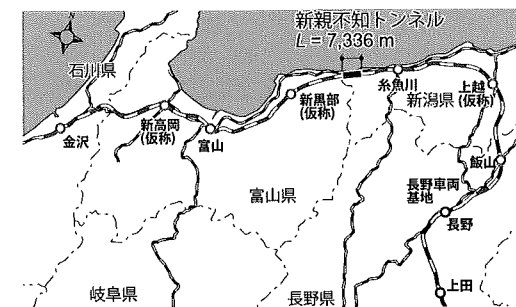 新親不知トンネル
L = 7,336 m
石川県
糸魚川
上越
(仮称)
新黒部
(仮称)
新潟県
新高岡
(仮称)
金沢
富山
飯山
長野車両
基地
富山県
長野
上田
岐阜県
長野県